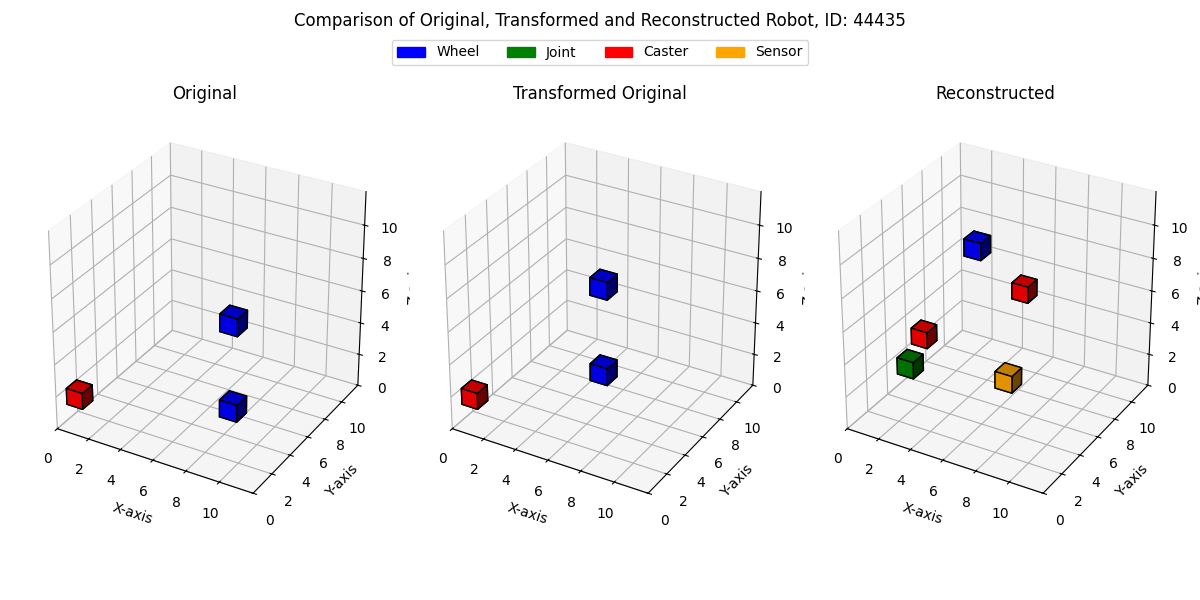 Comparison of Original, Transformed and Reconstructed Robot, ID: 44435
Wheel Joint Caster Sensor
Original Transformed Original Reconstructed
10 10 10
8 8 8
6 6 6
4 4 4
2 2 2
0 0 0
0 2 4 6 8 10 0 2 4 6 8 10 0 2 4 6 8 10
X-axis X-axis X-axis
0 2 4 6 8 10 0 2 4 6 8 10 0 2 4 6 8 10
Y-axis Y-axis Y-axis